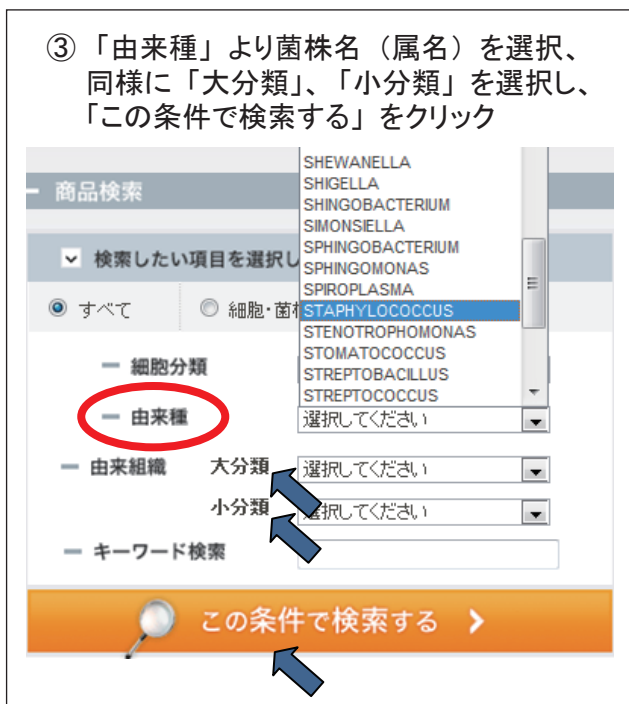 ③「由来種」より菌株名（属名）を選択、
同様に「大分類」、「小分類」を選択し、
「この条件で検索する」をクリック
商品検索
検索したい項目を選択し
すべて
細胞・菌
SHEWANELLA
SHIGELLA
SHINGOBACTERIUM
SIMONSIELLA
SPHINGOBACTERIUM
SPHINGOMONAS
SPIROPLASMA
STAPHYLOCOCCUS
STENOTROPHOMONAS
STOMATOCOCCUS
STREPTOBACILLUS
STREPTOCOCCUS
細胞分類
由来種 選択してください
由来組織 大分類 選択してください
小分類 選択してください
キーワード検索
この条件で検索する